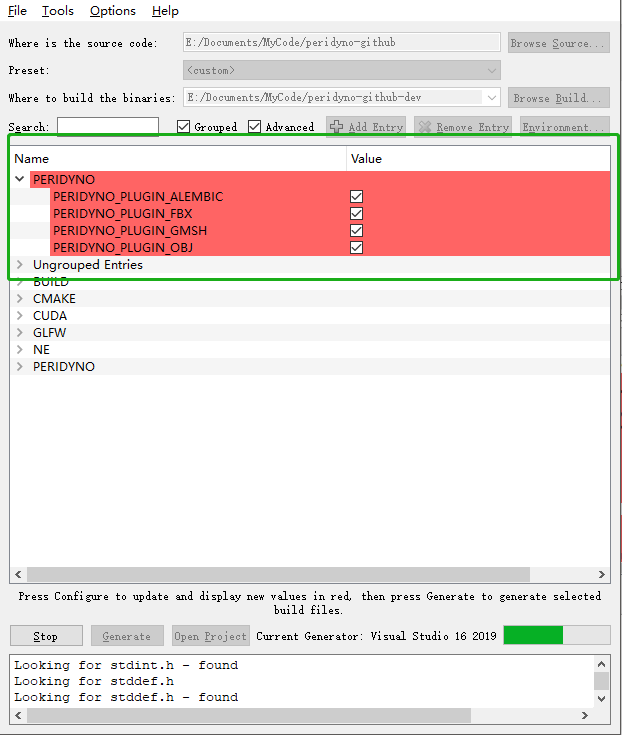 File Tools Options Help
Where is the source code: E:/Documents/MyCode/peridyno-github Browse Source...
Preset: <custom>
Where to build the binaries: E:/Documents/MyCode/peridyno-github-dev Browse Build...
Search: Grouped Advanced Add Entry Remove Entry Environment...
Name Value
PERIDYNO
PERIDYNO_PLUGIN_ALEMBIC
PERIDYNO_PLUGIN_FBX
PERIDYNO_PLUGIN_GMSH
PERIDYNO_PLUGIN_OBJ
Ungrouped Entries
BUILD
CMAKE
CUDA
GLFW
NE
PERIDYNO
Press Configure to update and display new values in red, then press Generate to generate selected
build files.
Stop Generate Open Project Current Generator: Visual Studio 16 2019
Looking for stdint.h - found
Looking for stddef.h
Looking for stddef.h - found